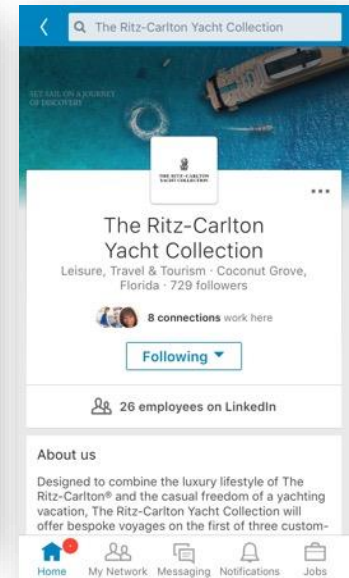 The Ritz-Carlton Yacht Collection
SET SAIL ON A JOURNEY
OF DISCOVERY
THE RITZ-CARLTON
YACHT COLLECTION
The Ritz-Carlton
Yacht Collection
Leisure, Travel & Tourism · Coconut Grove,
Florida · 729 followers
8 connections work here
Following
26 employees on LinkedIn
About us
Designed to combine the luxury lifestyle of The
Ritz-Carlton® and the casual freedom of a yachting
vacation, The Ritz-Carlton Yacht Collection will
offer bespoke voyages on the first of three custom-
Home My Network Messaging Notifications Jobs